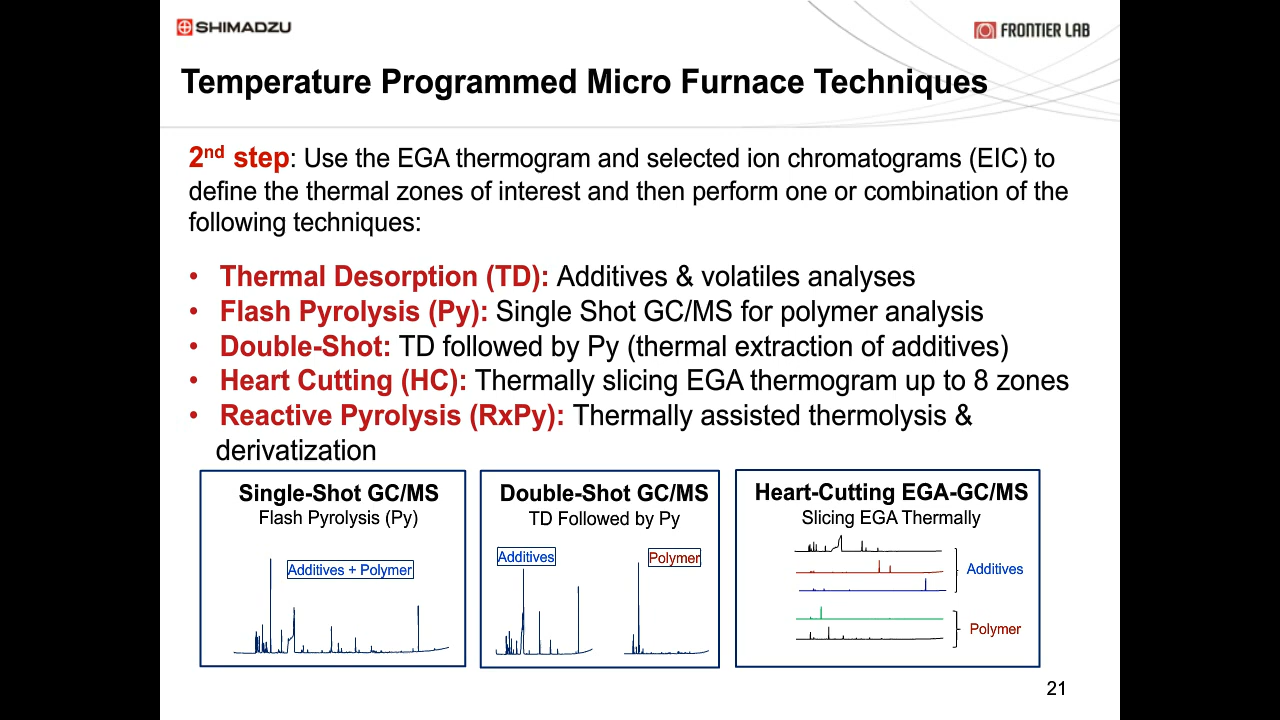 SHIMADZU
FRONTIER LAB
Temperature Programmed Micro Furnace Techniques
2nd step: Use the EGA thermogram and selected ion chromatograms (EIC) to
define the thermal zones of interest and then perform one or combination of the
following techniques:
• Thermal Desorption (TD): Additives & volatiles analyses
• Flash Pyrolysis (Py): Single Shot GC/MS for polymer analysis
• Double-Shot: TD followed by Py (thermal extraction of additives)
• Heart Cutting (HC): Thermally slicing EGA thermogram up to 8 zones
• Reactive Pyrolysis (RxPy): Thermally assisted thermolysis &
derivatization
Single-Shot GC/MS
Flash Pyrolysis (Py)
Additives + Polymer
Double-Shot GC/MS
TD Followed by Py
Additives
Polymer
Heart-Cutting EGA-GC/MS
Slicing EGA Thermally
Additives
Polymer
21